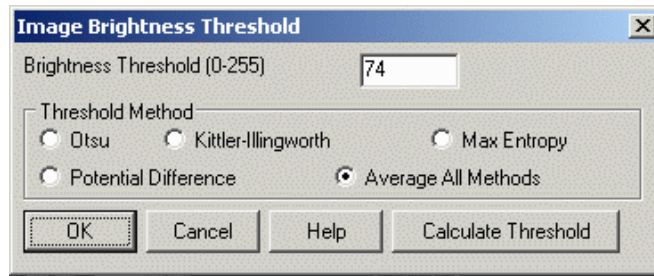 Image Brightness Threshold
Brightness Threshold (0-255) 74
Threshold Method
Otsu Kittler-Illingworth Max Entropy
Potential Difference Average All Methods
OK Cancel Help Calculate Threshold